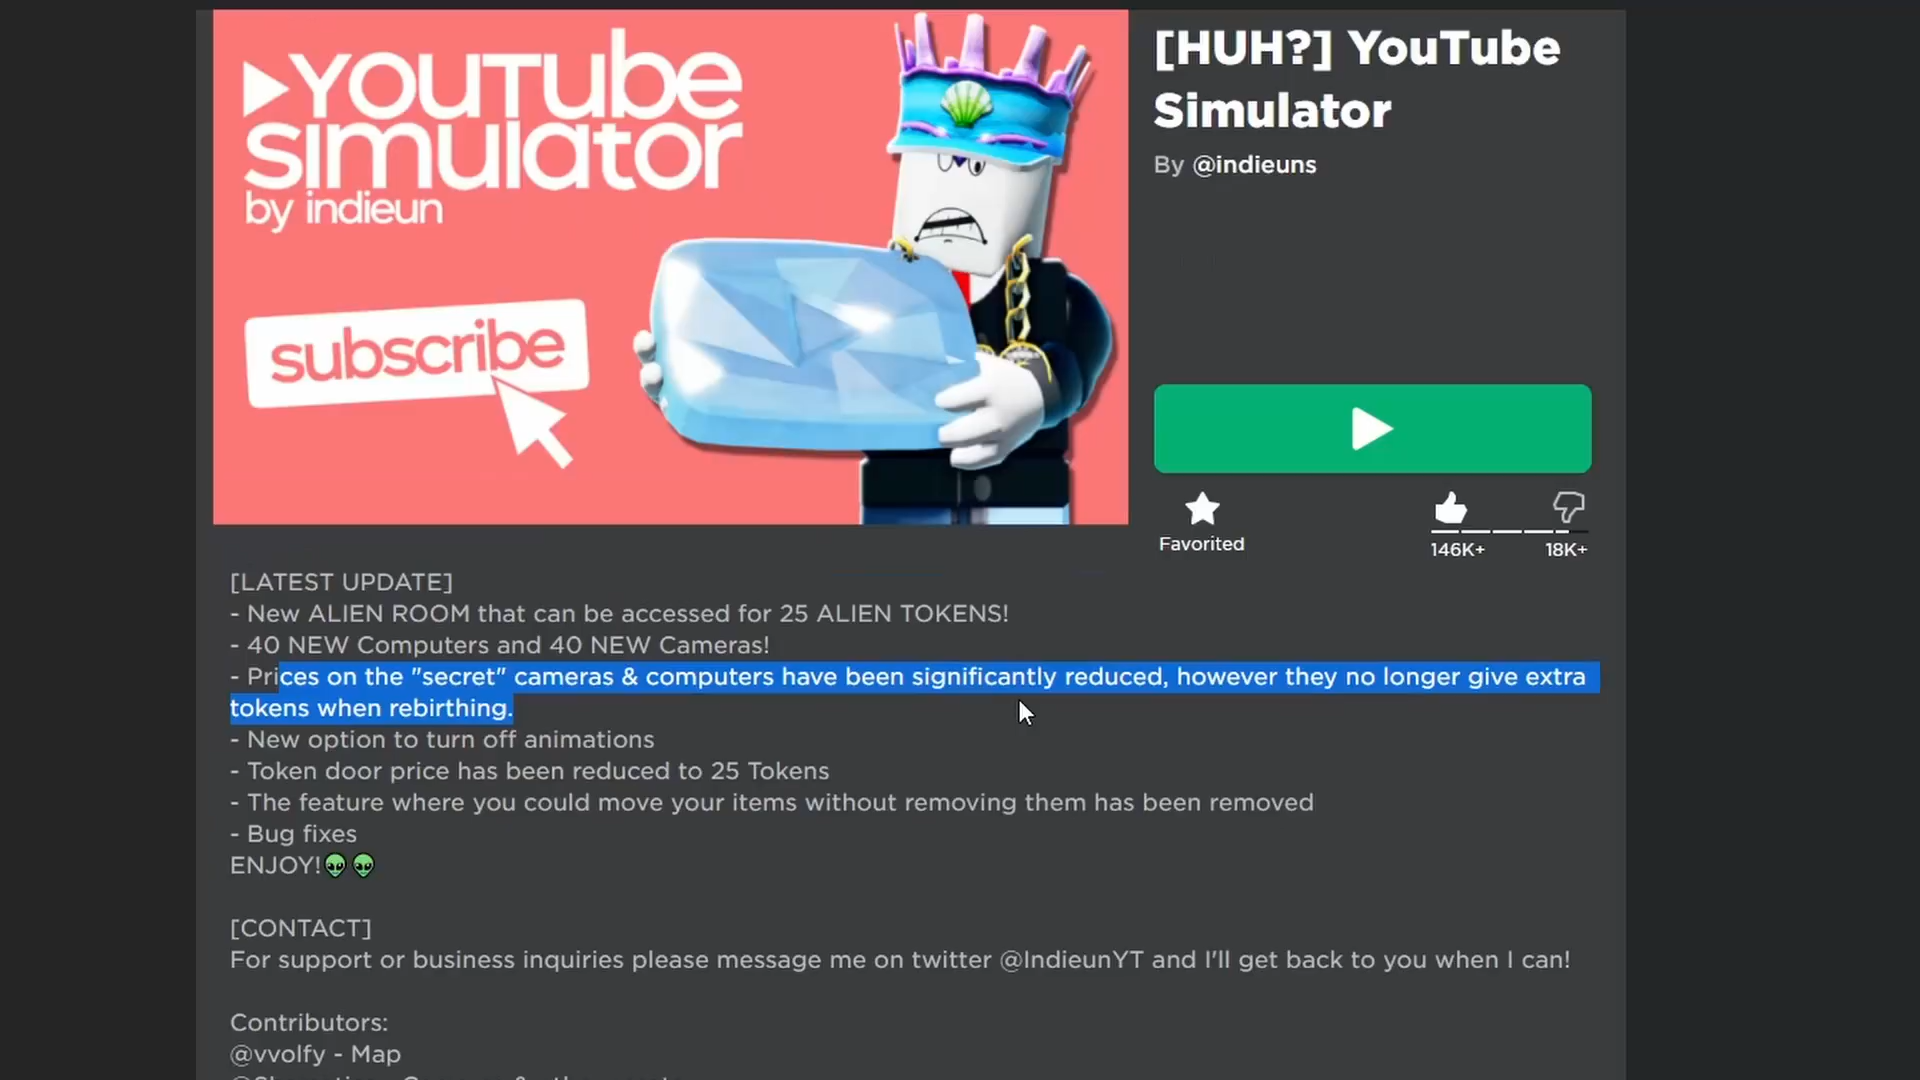 YouTube
simulator
by indieun
subscribe
[HUH?] YouTube
Simulator
By @indieuns
Favorited
146K+
18K+
[LATEST UPDATE]
- New ALIEN ROOM that can be accessed for 25 ALIEN TOKENS!
- 40 NEW Computers and 40 NEW Cameras!
- Prices on the "secret" cameras & computers have been significantly reduced, however they no longer give extra
tokens when rebirthing.
- New option to turn off animations
- Token door price has been reduced to 25 Tokens
- The feature where you could move your items without removing them has been removed
- Bug fixes
ENJOY!👽👽
[CONTACT]
For support or business inquiries please message me on twitter @IndieunYT and I'll get back to you when I can!
Contributors:
@vvolfy - Map